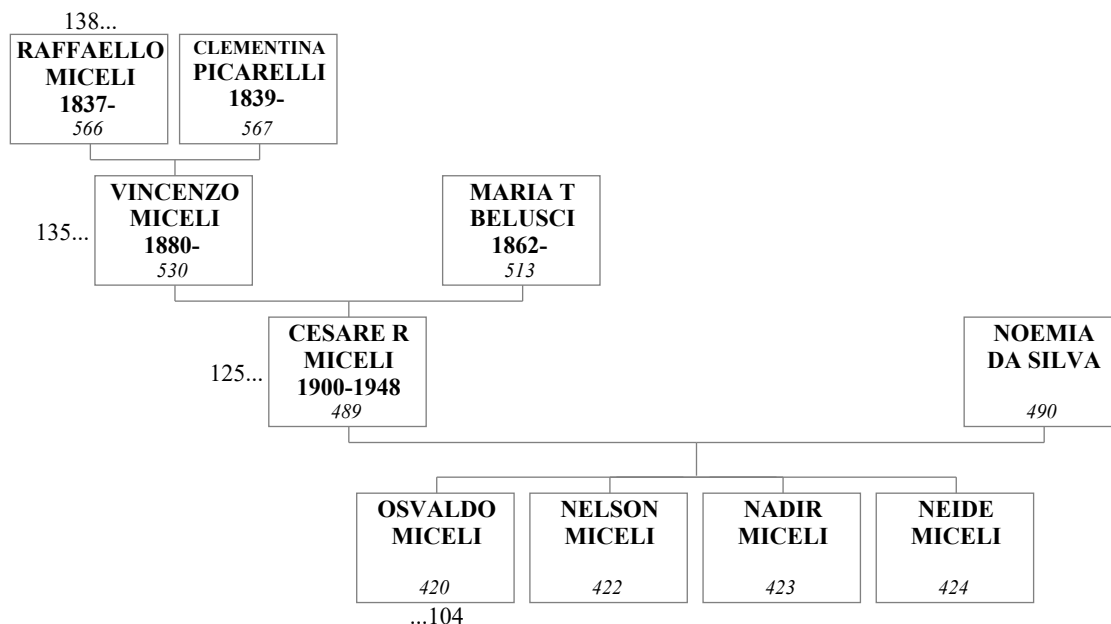 138...
RAFFAELLO
MICELI
1837-
566
CLEMENTINA
PICARELLI
1839-
567
135...
VINCENZO
MICELI
1880-
530
MARIA T
BELUSCI
1862-
513
125...
CESARE R
MICELI
1900-1948
489
NOEMIA
DA SILVA
490
OSVALDO
MICELI
420
NELSON
MICELI
422
NADIR
MICELI
423
NEIDE
MICELI
424
...104